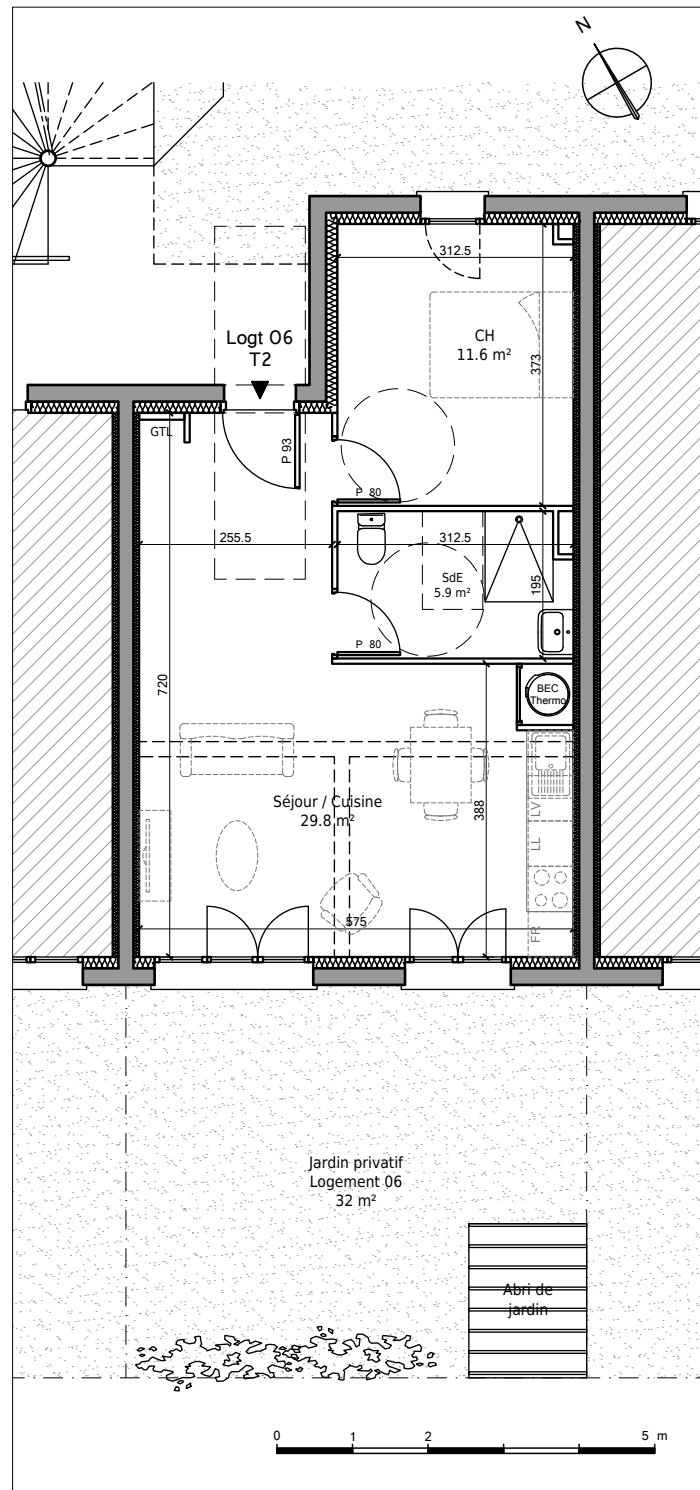 N
312.5
Logt 06
T2
CH
11.6 m²
373
GTL
P 93
P 80
255.5
312.5
SdE
5.9 m²
195
P 80
720
BEC
Thermo
Séjour / Cuisine
29.8 m²
388
LV
LL
575
FR
Jardin privatif
Logement 06
32 m²
Abri de
jardin
0 1 2 5 m